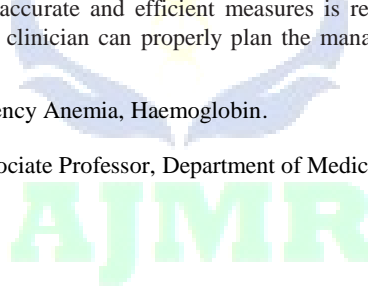 accurate and efficient measures is re
clinician can properly plan the mana
ency Anemia, Haemoglobin.
ociate Professor, Department of Medic
AJMR